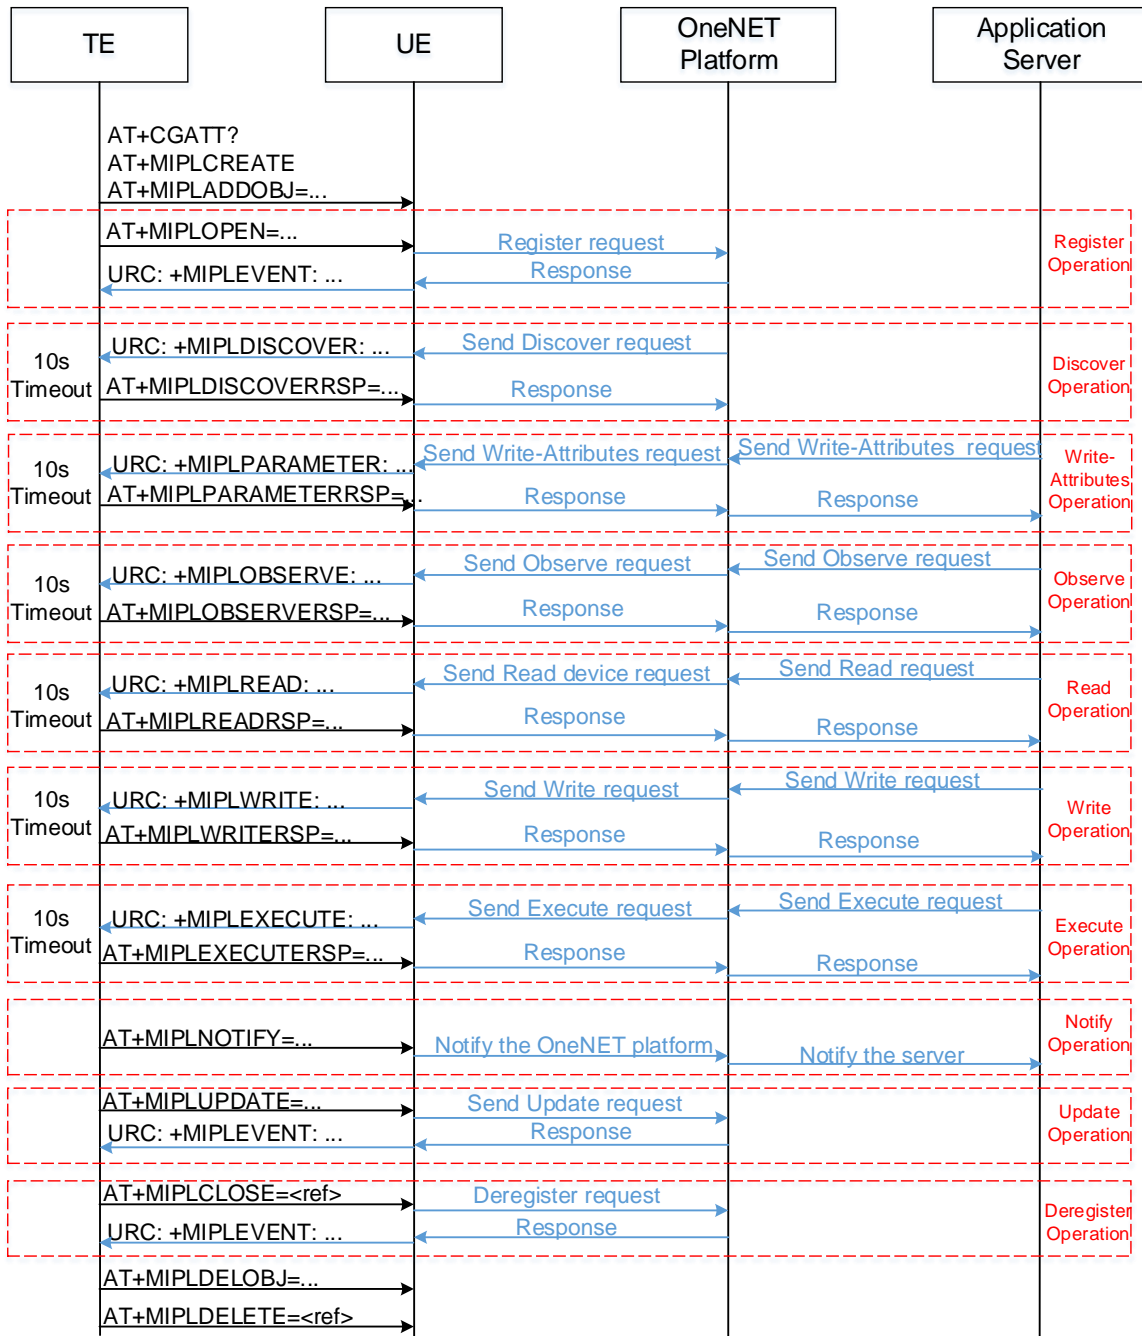 TE
UE
OneNET
Platform
Application
Server
AT+CGATT?
AT+MIPLCREATE
AT+MIPLADDOBJ=...
AT+MIPLOPEN=...
Register request
Register
Operation
URC: +MIPLEVENT: ...
Response
10s
Timeout
URC: +MIPLDISCOVER: ...
Send Discover request
Discover
Operation
AT+MIPLDISCOVERRSP=...
Response
10s
Timeout
URC: +MIPLPARAMETER: ...
Send Write-Attributes request
Send Write-Attributes  request
Write-
Attributes
Operation
AT+MIPLPARAMETERRSP=...
Response
Response
10s
Timeout
URC: +MIPLOBSERVE: ...
Send Observe request
Send Observe request
Observe
Operation
AT+MIPLOBSERVERSP=...
Response
Response
10s
Timeout
URC: +MIPLREAD: ...
Send Read device request
Send Read request
Read
Operation
AT+MIPLREADRSP=...
Response
Response
10s
Timeout
URC: +MIPLWRITE: ...
Send Write request
Send Write request
Write
Operation
AT+MIPLWRITERSP=...
Response
Response
10s
Timeout
URC: +MIPLEXECUTE: ...
Send Execute request
Send Execute request
Execute
Operation
AT+MIPLEXECUTERSP=...
Response
Response
AT+MIPLNOTIFY=...
Notify the OneNET platform
Notify the server
Notify
Operation
AT+MIPLUPDATE=...
Send Update request
Update
Operation
URC: +MIPLEVENT: ...
Response
AT+MIPLCLOSE=<ref>
Deregister request
Deregister
Operation
URC: +MIPLEVENT: ...
Response
AT+MIPLDELOBJ=...
AT+MIPLDELETE=<ref>